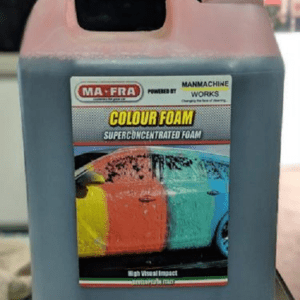 MA-FRA
POWERED BY
MANMACHINE
WORKS
COLOUR FOAM
SUPERCONCENTRATED FOAM
High Visual Impact